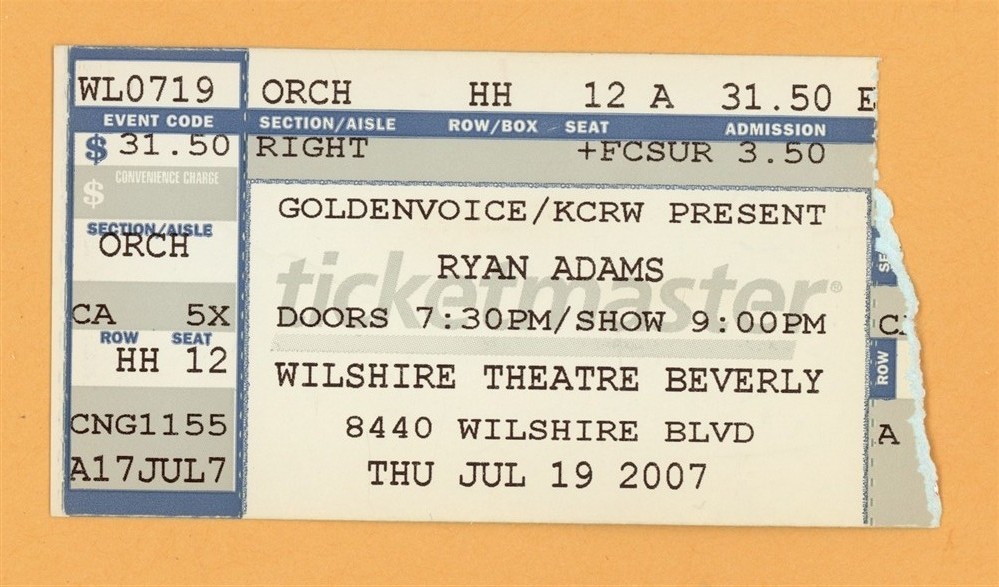 WL0719 ORCH HH 12 A 31.50 E
EVENT CODE SECTION/AISLE ROW/BOX SEAT ADMISSION
$ 31.50 RIGHT +FCSUR 3.50
$ CONVENIENCE CHARGE
GOLDENVOICE/KCRW PRESENT
SECTION/AISLE
ORCH
RYAN ADAMS
ticketmaster®
CA 5X
DOORS 7:30PM/SHOW 9:00PM
ROW SEAT
HH 12
WILSHIRE THEATRE BEVERLY
CNG1155
8440 WILSHIRE BLVD
A17JUL7
THU JUL 19 2007
SE
C
ROW
A